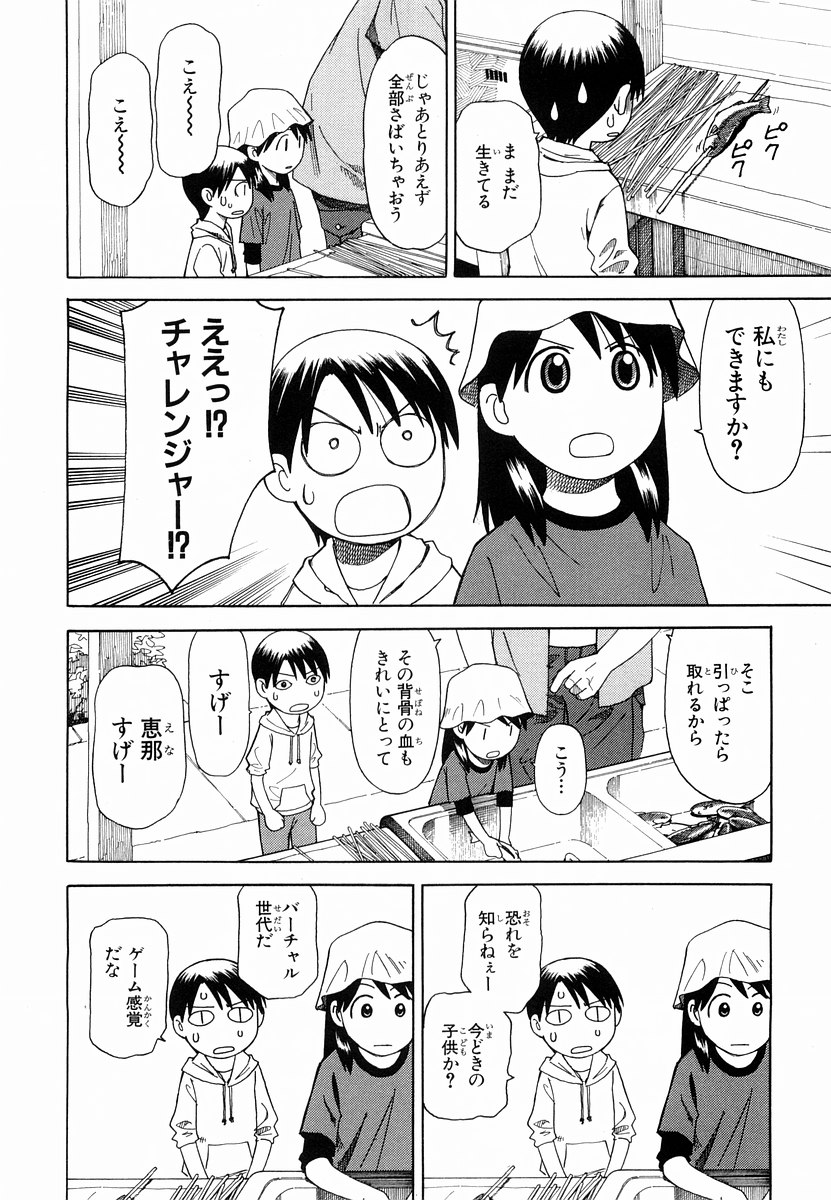 ま まだ
生きてる
ピク
ピク
じゃあとりあえず
全部さばいちゃおう
こえ〜〜
こえ〜〜
私にも
できますか？
ええっ!?
チャレンジャー!?
そこ
引っぱったら
取れるから
こう…
その背骨の血も
きれいにとって
すげー
恵那
すげー
恐れを
知らねぇー
今どきの
子供か？
バーチャル
世代だ
ゲーム感覚
だな